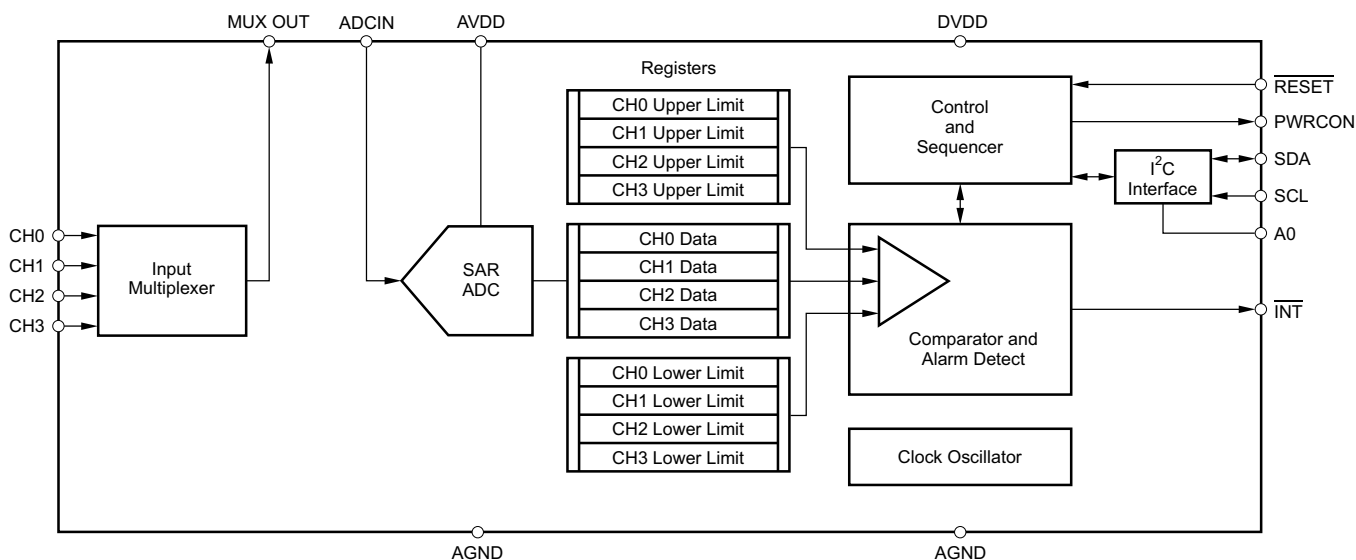 MUX OUT
ADCIN
AVDD
DVDD
Registers
CH0 Upper Limit
CH1 Upper Limit
CH2 Upper Limit
CH3 Upper Limit
Control
and
Sequencer
RESET
PWRCON
SDA
I²C
Interface
SCL
A0
CH0
CH1
CH2
CH3
Input
Multiplexer
SAR
ADC
CH0 Data
CH1 Data
CH2 Data
CH3 Data
Comparator and
Alarm Detect
INT
CH0 Lower Limit
CH1 Lower Limit
CH2 Lower Limit
CH3 Lower Limit
Clock Oscillator
AGND
AGND